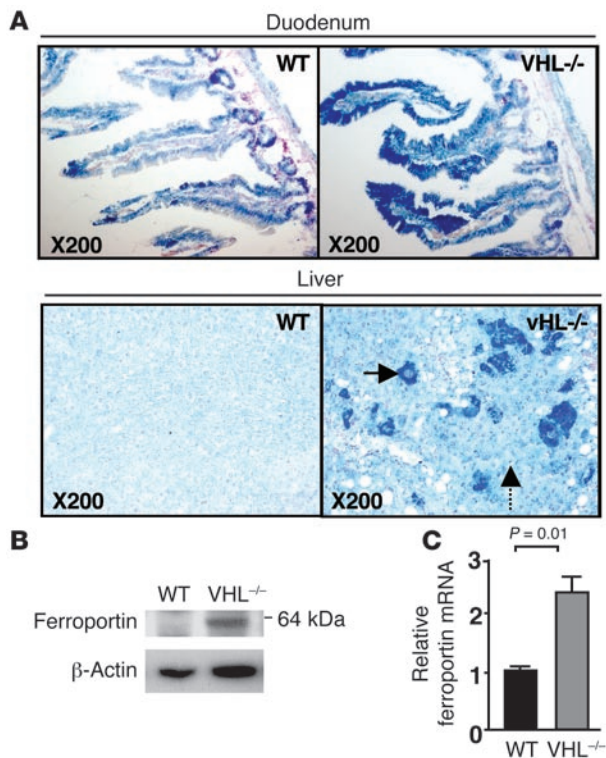 A
Duodenum
WT
VHL-/-
X200
X200
Liver
WT
vHL-/-
X200
X200
B
WT VHL–/–
Ferroportin
64 kDa
β-Actin
C
P = 0.01
Relative
ferroportin mRNA
3
2
1
0
WT VHL–/–